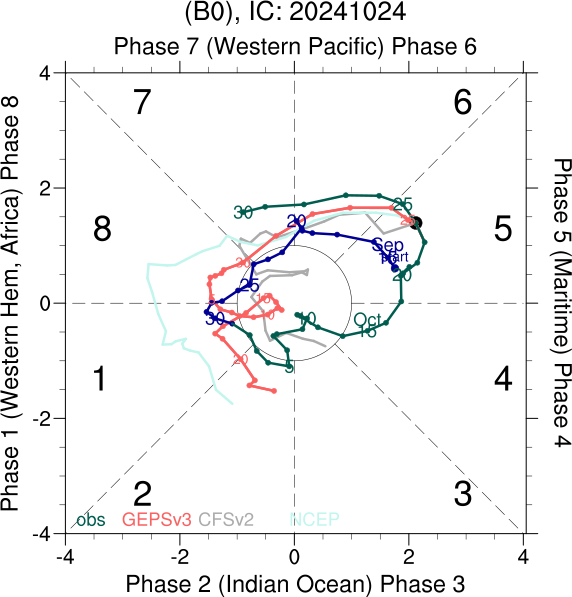 (B0), IC: 20241024
Phase 7 (Western Pacific) Phase 6
4
7
6
Phase 1 (Western Hem, Africa) Phase 8
Phase 5 (Maritime) Phase 4
2
30
25
20
8
5
Sep
start
20
30
25
0
30
15
10
Oct
15
20
5
1
4
-2
2
3
obs GEPSv3 CFSv2 NCEP
-4
-4 -2 0 2 4
Phase 2 (Indian Ocean) Phase 3